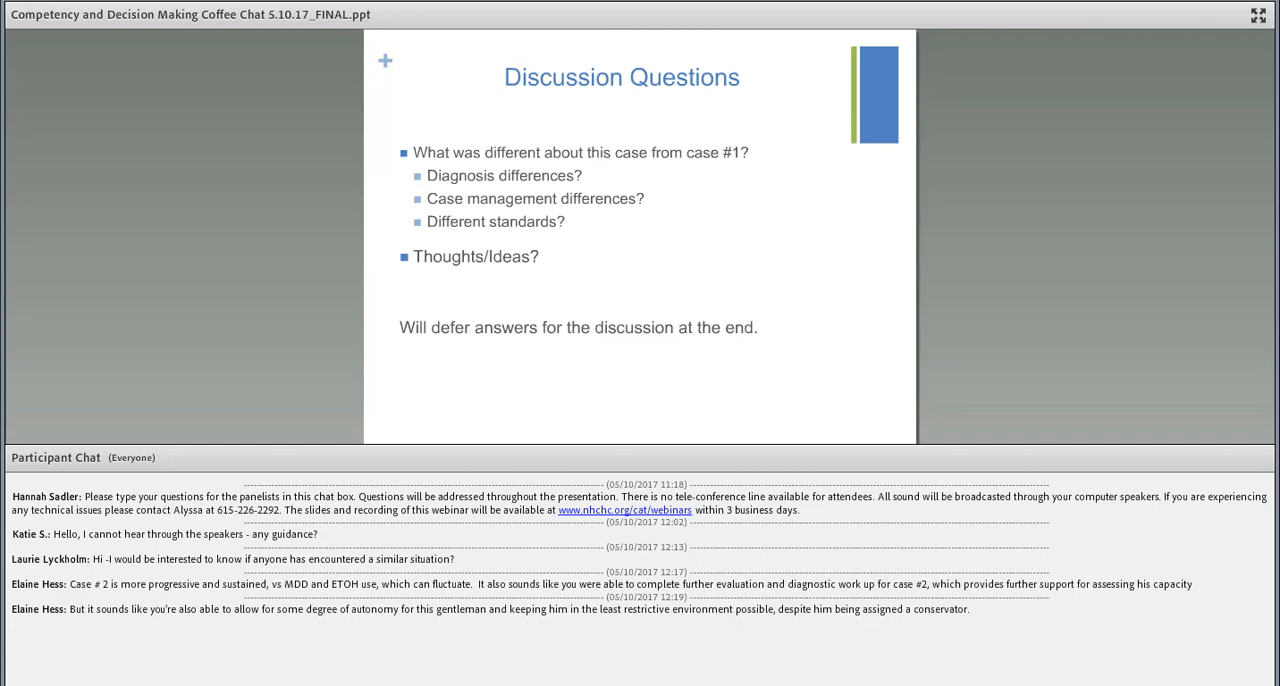 Competency and Decision Making Coffee Chat 5.10.17_FINAL.ppt
+
Discussion Questions
What was different about this case from case #1?
Diagnosis differences?
Case management differences?
Different standards?
Thoughts/Ideas?
Will defer answers for the discussion at the end.
Participant Chat (Everyone)
(05/10/2017 11:18)
Hannah Sadler: Please type your questions for the panelists in this chat box. Questions will be addressed throughout the presentation. There is no tele-conference line available for attendees. All sound will be broadcasted through your computer speakers. If you are experiencing
any technical issues please contact Alyssa at 615-226-2292. The slides and recording of this webinar will be available at www.nhchc.org/cat/webinars within 3 business days.
(05/10/2017 12:02)
Katie S.: Hello, I cannot hear through the speakers - any guidance?
(05/10/2017 12:13)
Laurie Lyckholm: Hi -I would be interested to know if anyone has encountered a similar situation?
(05/10/2017 12:17)
Elaine Hess: Case # 2 is more progressive and sustained, vs MDD and ETOH use, which can fluctuate. It also sounds like you were able to complete further evaluation and diagnostic work up for case #2, which provides further support for assessing his capacity
(05/10/2017 12:19)
Elaine Hess: But it sounds like you're also able to allow for some degree of autonomy for this gentleman and keeping him in the least restrictive environment possible, despite him being assigned a conservator.